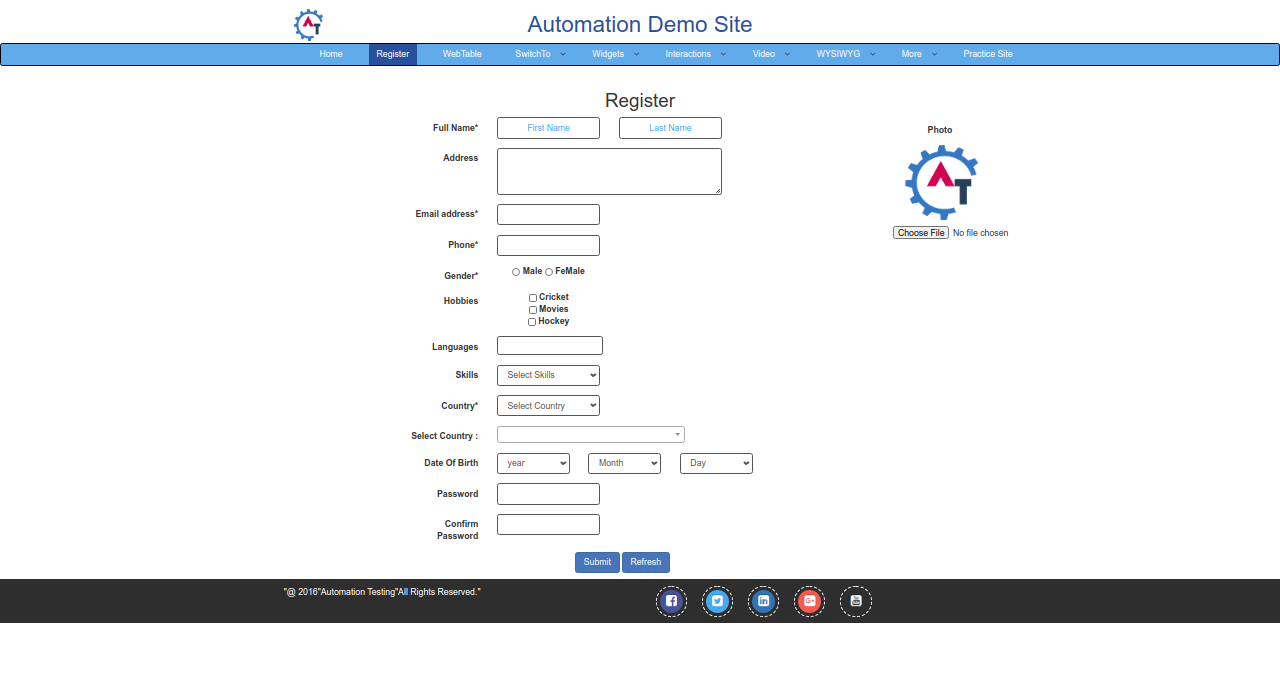 Automation Demo Site
Home Register WebTable SwitchTo Widgets Interactions Video WYSIWYG More Practice Site
Register
Full Name* First Name Last Name
Photo
Address
Email address*
Phone*
Choose File No file chosen
Gender* Male FeMale
Hobbies Cricket
Movies
Hockey
Languages
Skills Select Skills
Country* Select Country
Select Country :
Date Of Birth year Month Day
Password
Confirm
Password
Submit Refresh
"@ 2016"Automation Testing"All Rights Reserved."